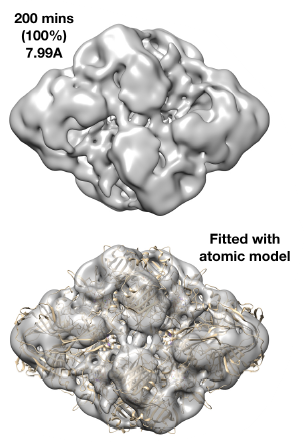 200 mins
(100%)
7.99A
Fitted with
atomic model